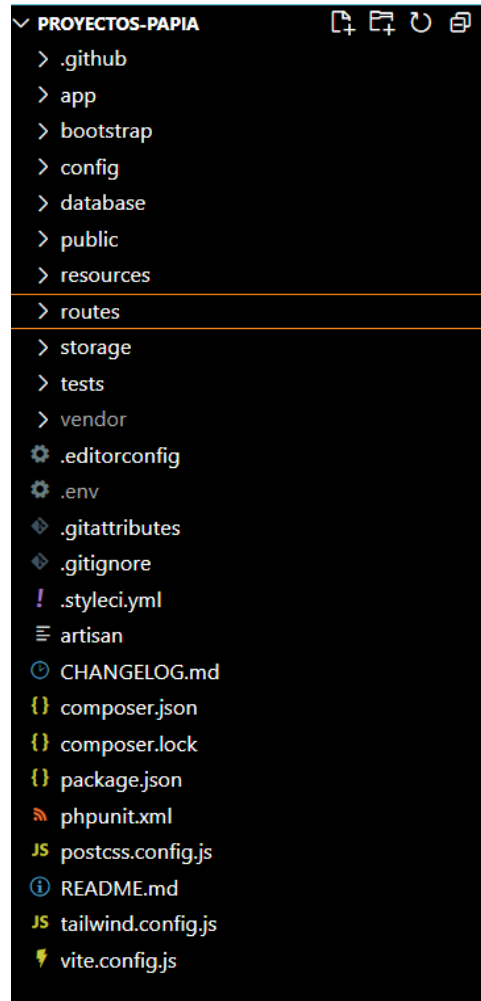 PROYECTOS-PAPIA
.github
app
bootstrap
config
database
public
resources
routes
storage
tests
vendor
.editorconfig
.env
.gitattributes
.gitignore
! .styleci.yml
artisan
CHANGELOG.md
{} composer.json
{} composer.lock
{} package.json
phpunit.xml
JS postcss.config.js
README.md
JS tailwind.config.js
vite.config.js